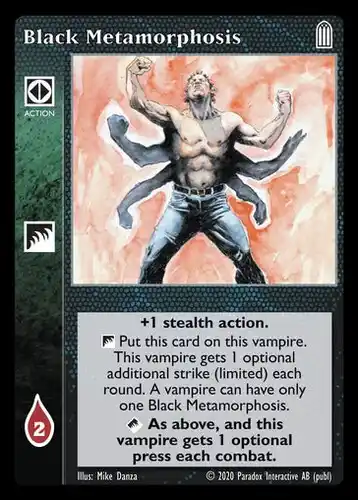 Black Metamorphosis
ACTION
+1 stealth action.
Put this card on this vampire.
This vampire gets 1 optional
additional strike (limited) each
round. A vampire can have only
one Black Metamorphosis.
As above, and this
vampire gets 1 optional
press each combat.
2
Illus: Mike Danza © 2020 Paradox Interactive AB (publ)